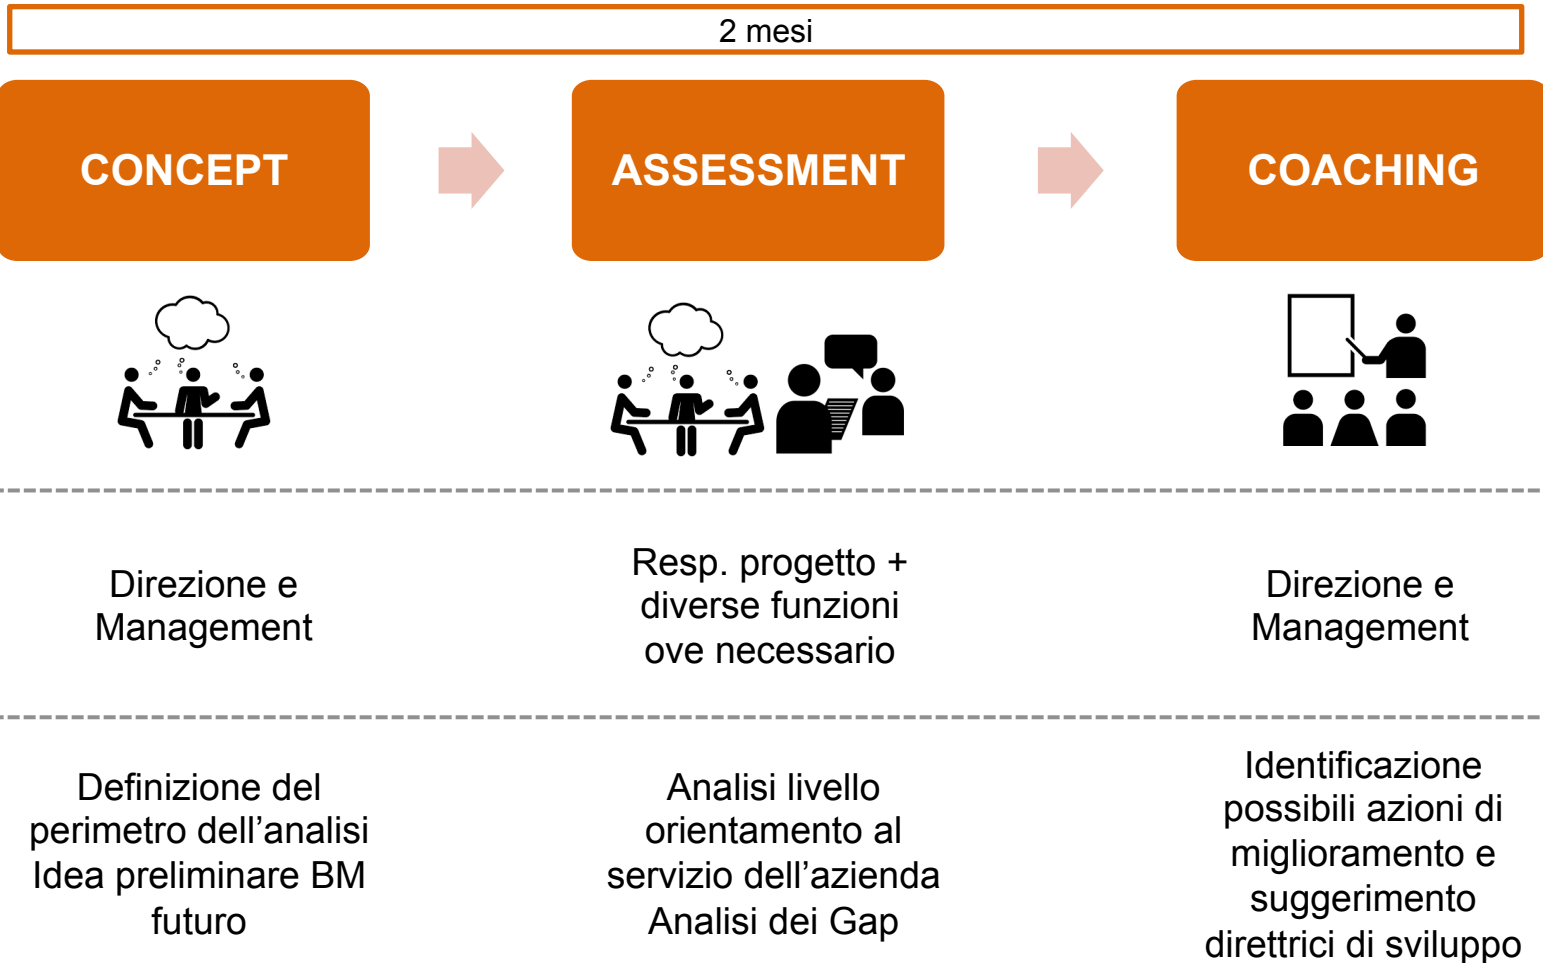 2 mesi
CONCEPT
ASSESSMENT
COACHING
Direzione e
Management
Resp. progetto +
diverse funzioni
ove necessario
Direzione e
Management
Definizione del
perimetro dell’analisi
Idea preliminare BM
futuro
Analisi livello
orientamento al
servizio dell’azienda
Analisi dei Gap
Identificazione
possibili azioni di
miglioramento e
suggerimento
direttrici di sviluppo